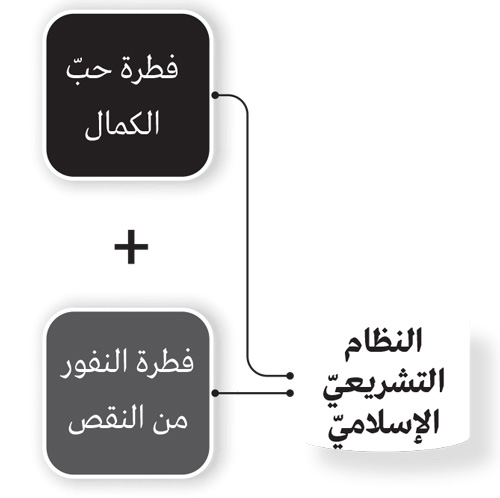 فطرة حبّ
الكمال
+
فطرة النفور
من النقص
النظام
التشريعيّ
الإسلاميّ